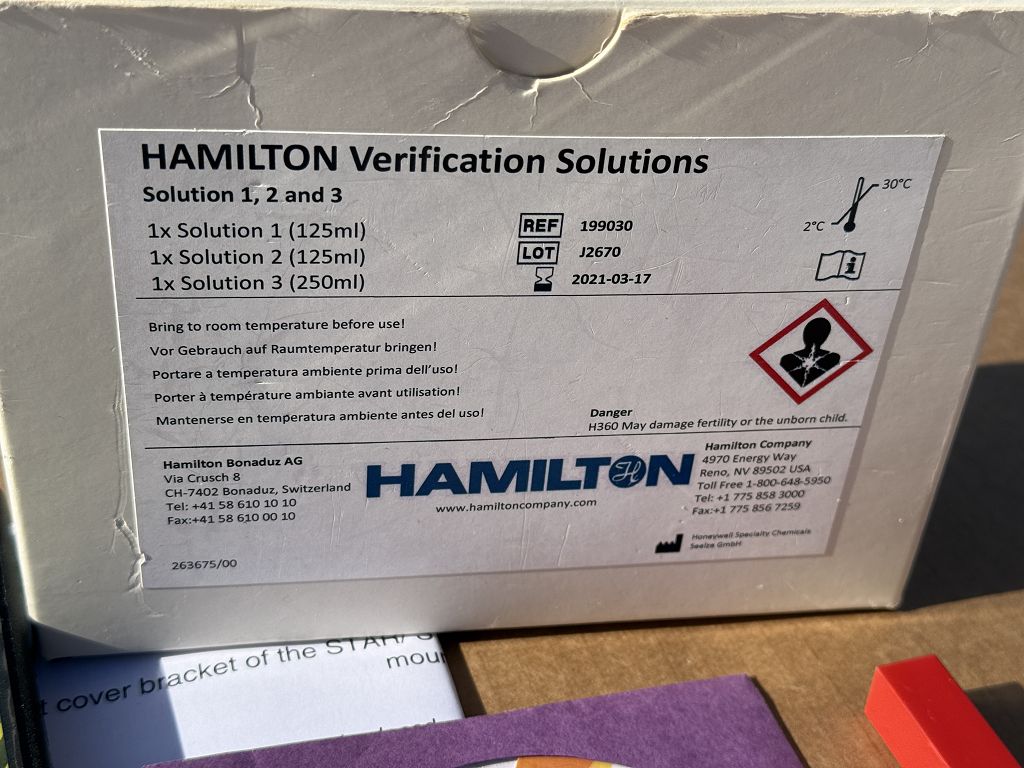 HAMILTON Verification Solutions
Solution 1, 2 and 3
1x Solution 1 (125ml)
1x Solution 2 (125ml)
1x Solution 3 (250ml)
REF 199030
LOT J2670
2021-03-17
30°C
2°C
i
Bring to room temperature before use!
Vor Gebrauch auf Raumtemperatur bringen!
Portare a temperatura ambiente prima dell'uso!
Porter à température ambiante avant utilisation!
Mantenerse en temperatura ambiente antes del uso!
Danger
H360 May damage fertility or the unborn child.
Hamilton Bonaduz AG
Via Crusch 8
CH-7402 Bonaduz, Switzerland
Tel: +41 58 610 10 10
Fax:+41 58 610 00 10
263675/00
HAMILTON
www.hamiltoncompany.com
Hamilton Company
4970 Energy Way
Reno, NV 89502 USA
Toll Free 1-800-648-5950
Tel: +1 775 858 3000
Fax:+1 775 856 7259
Honeywell Specialty Chemicals
Seelze GmbH
cover bracket of the STAR/